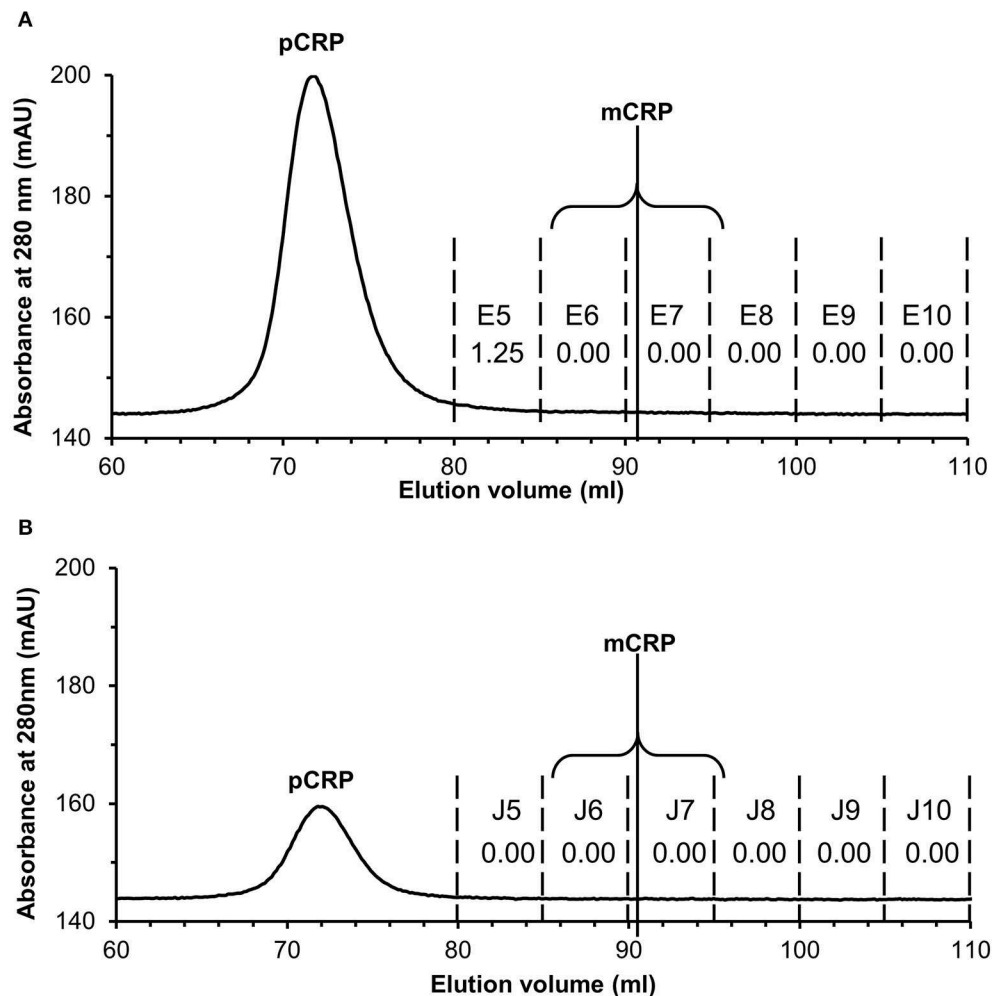 A
pCRP
200
mCRP
180
Absorbance at 280 nm (mAU)
160
E5 E6 E7 E8 E9 E10
1.25 0.00 0.00 0.00 0.00 0.00
140
60 70 80 90 100 110
Elution volume (ml)
B
200
mCRP
180
Absorbance at 280nm (mAU)
pCRP
160
J5 J6 J7 J8 J9 J10
0.00 0.00 0.00 0.00 0.00 0.00
140
60 70 80 90 100 110
Elution volume (ml)